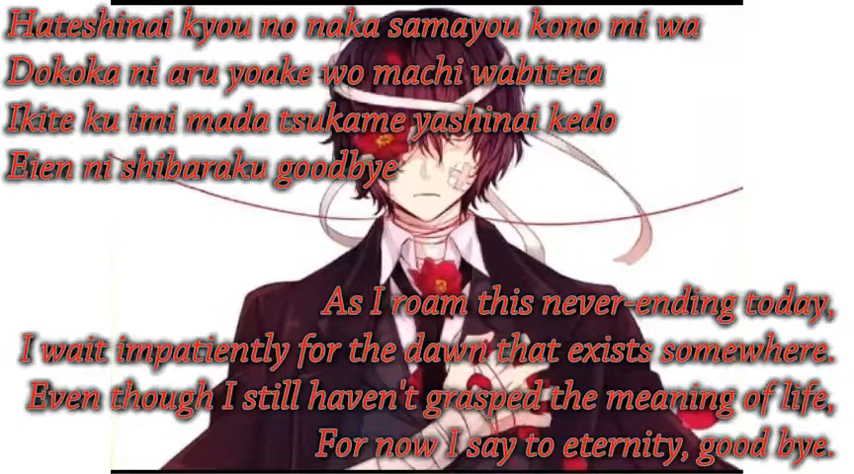 Hateshinai kyou no naka samayou kono mi wa
Dokoka ni aru yoake wo machi wabiteta
Ikite ku imi mada tsukame yashinai kedo
Eien ni shibaraku goodbye
As I roam this never-ending today,
I wait impatiently for the dawn that exists somewhere.
Even though I still haven't grasped the meaning of life,
For now I say to eternity, good bye.